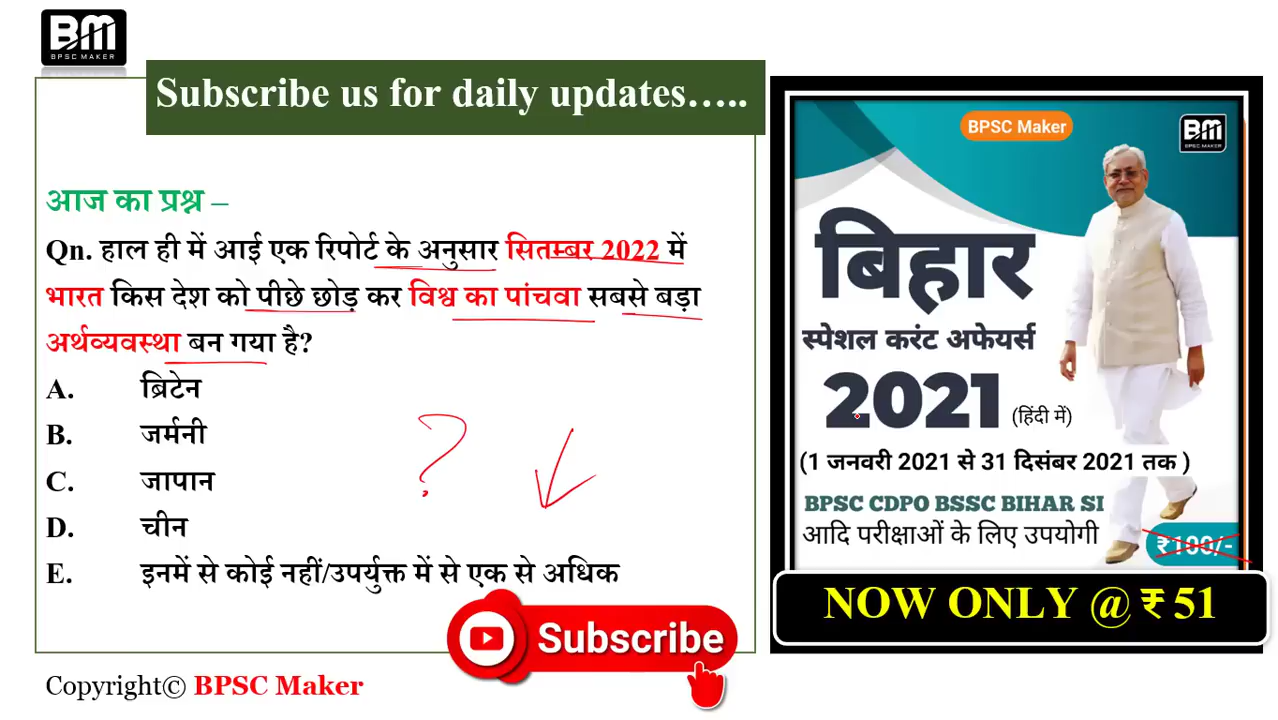 BM
BPSC MAKER
Subscribe us for daily updates…..
आज का प्रश्न –
Qn. हाल ही में आई एक रिपोर्ट के अनुसार सितम्बर 2022 में
भारत किस देश को पीछे छोड़ कर विश्व का पांचवा सबसे बड़ा
अर्थव्यवस्था बन गया है?
A. ब्रिटेन
B. जर्मनी
C. जापान
D. चीन
E. इनमें से कोई नहीं/उपर्युक्त में से एक से अधिक
?
Subscribe
Copyright© BPSC Maker
BPSC Maker
BM
BPSC MAKER
बिहार
स्पेशल करंट अफेयर्स
2021 (हिंदी में)
(1 जनवरी 2021 से 31 दिसंबर 2021 तक )
BPSC CDPO BSSC BIHAR SI
आदि परीक्षाओं के लिए उपयोगी
₹100/-
NOW ONLY @ ₹ 51